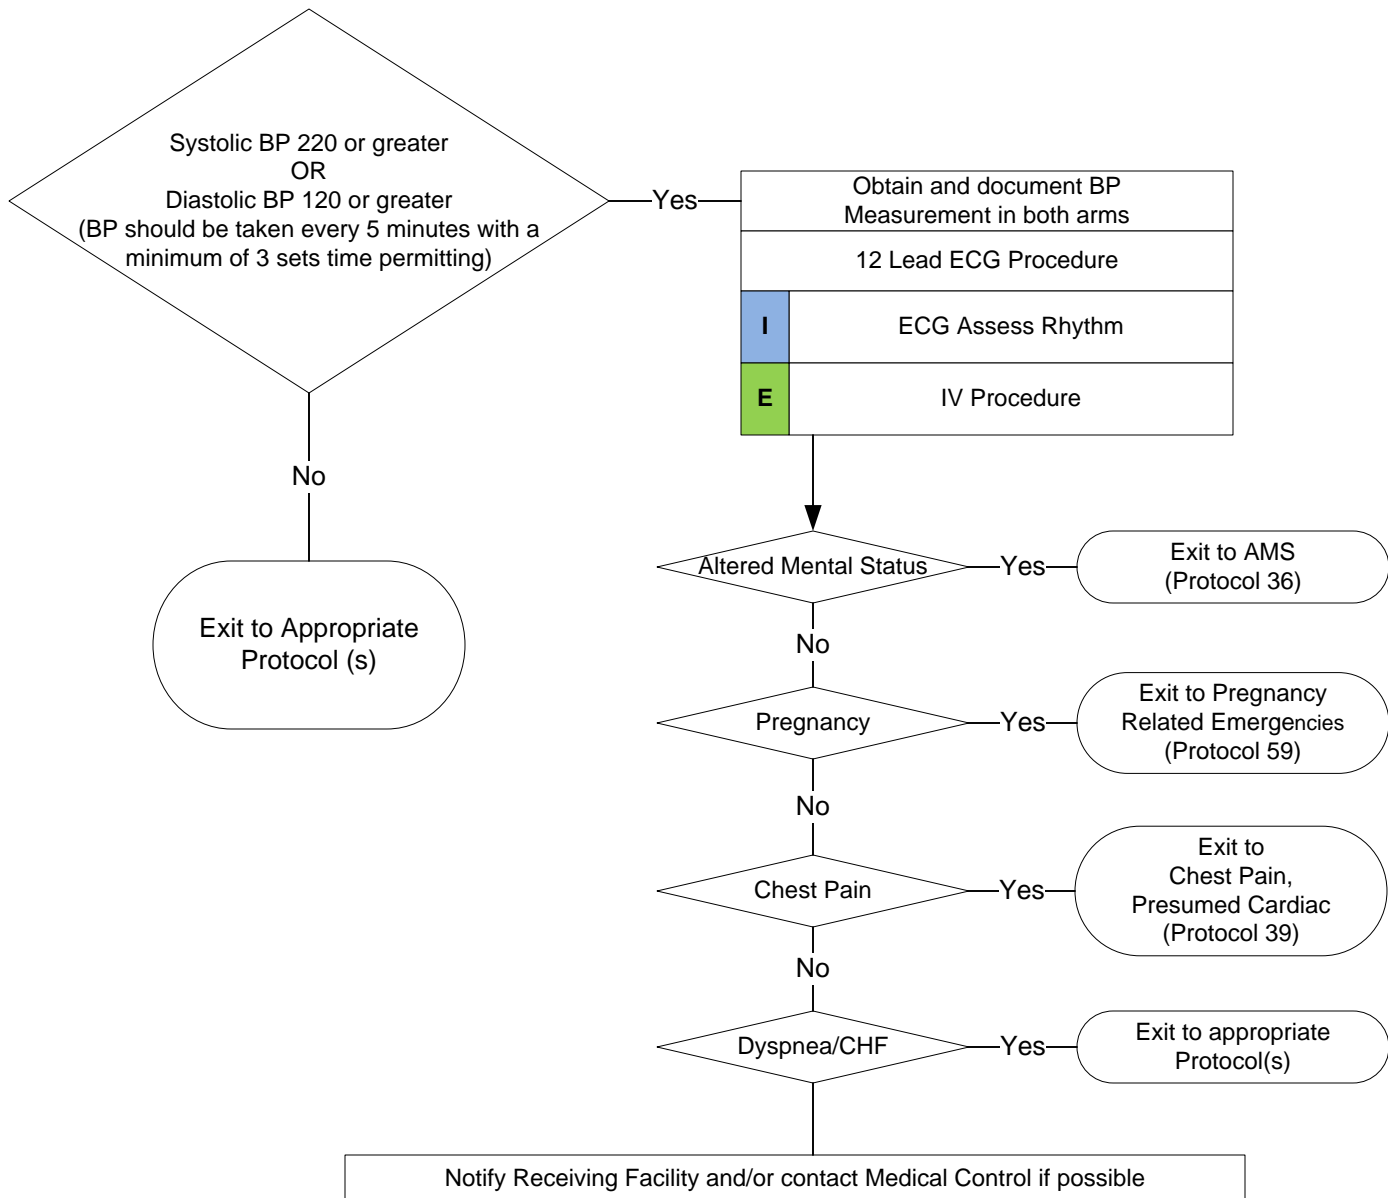 Systolic BP 220 or greater
OR
Diastolic BP 120 or greater
(BP should be taken every 5 minutes with a
minimum of 3 sets time permitting)
Yes
Obtain and document BP
Measurement in both arms
12 Lead ECG Procedure
I
ECG Assess Rhythm
E
IV Procedure
No
Exit to Appropriate
Protocol (s)
Altered Mental Status
Yes
Exit to AMS
(Protocol 36)
No
Pregnancy
Yes
Exit to Pregnancy
Related Emergencies
(Protocol 59)
No
Chest Pain
Yes
Exit to
Chest Pain,
Presumed Cardiac
(Protocol 39)
No
Dyspnea/CHF
Yes
Exit to appropriate
Protocol(s)
Notify Receiving Facility and/or contact Medical Control if possible